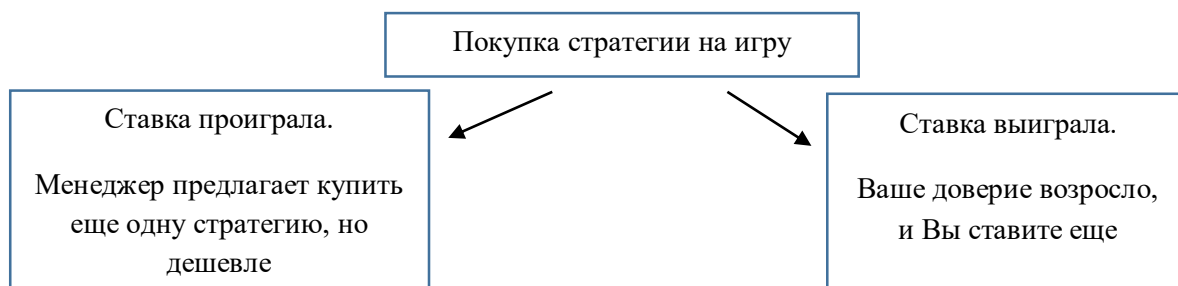 Покупка стратегии на игру
Ставка проиграла.
Менеджер предлагает купить
еще одну стратегию, но
дешевле
Ставка выиграла.
Ваше доверие возросло,
и Вы ставите еще